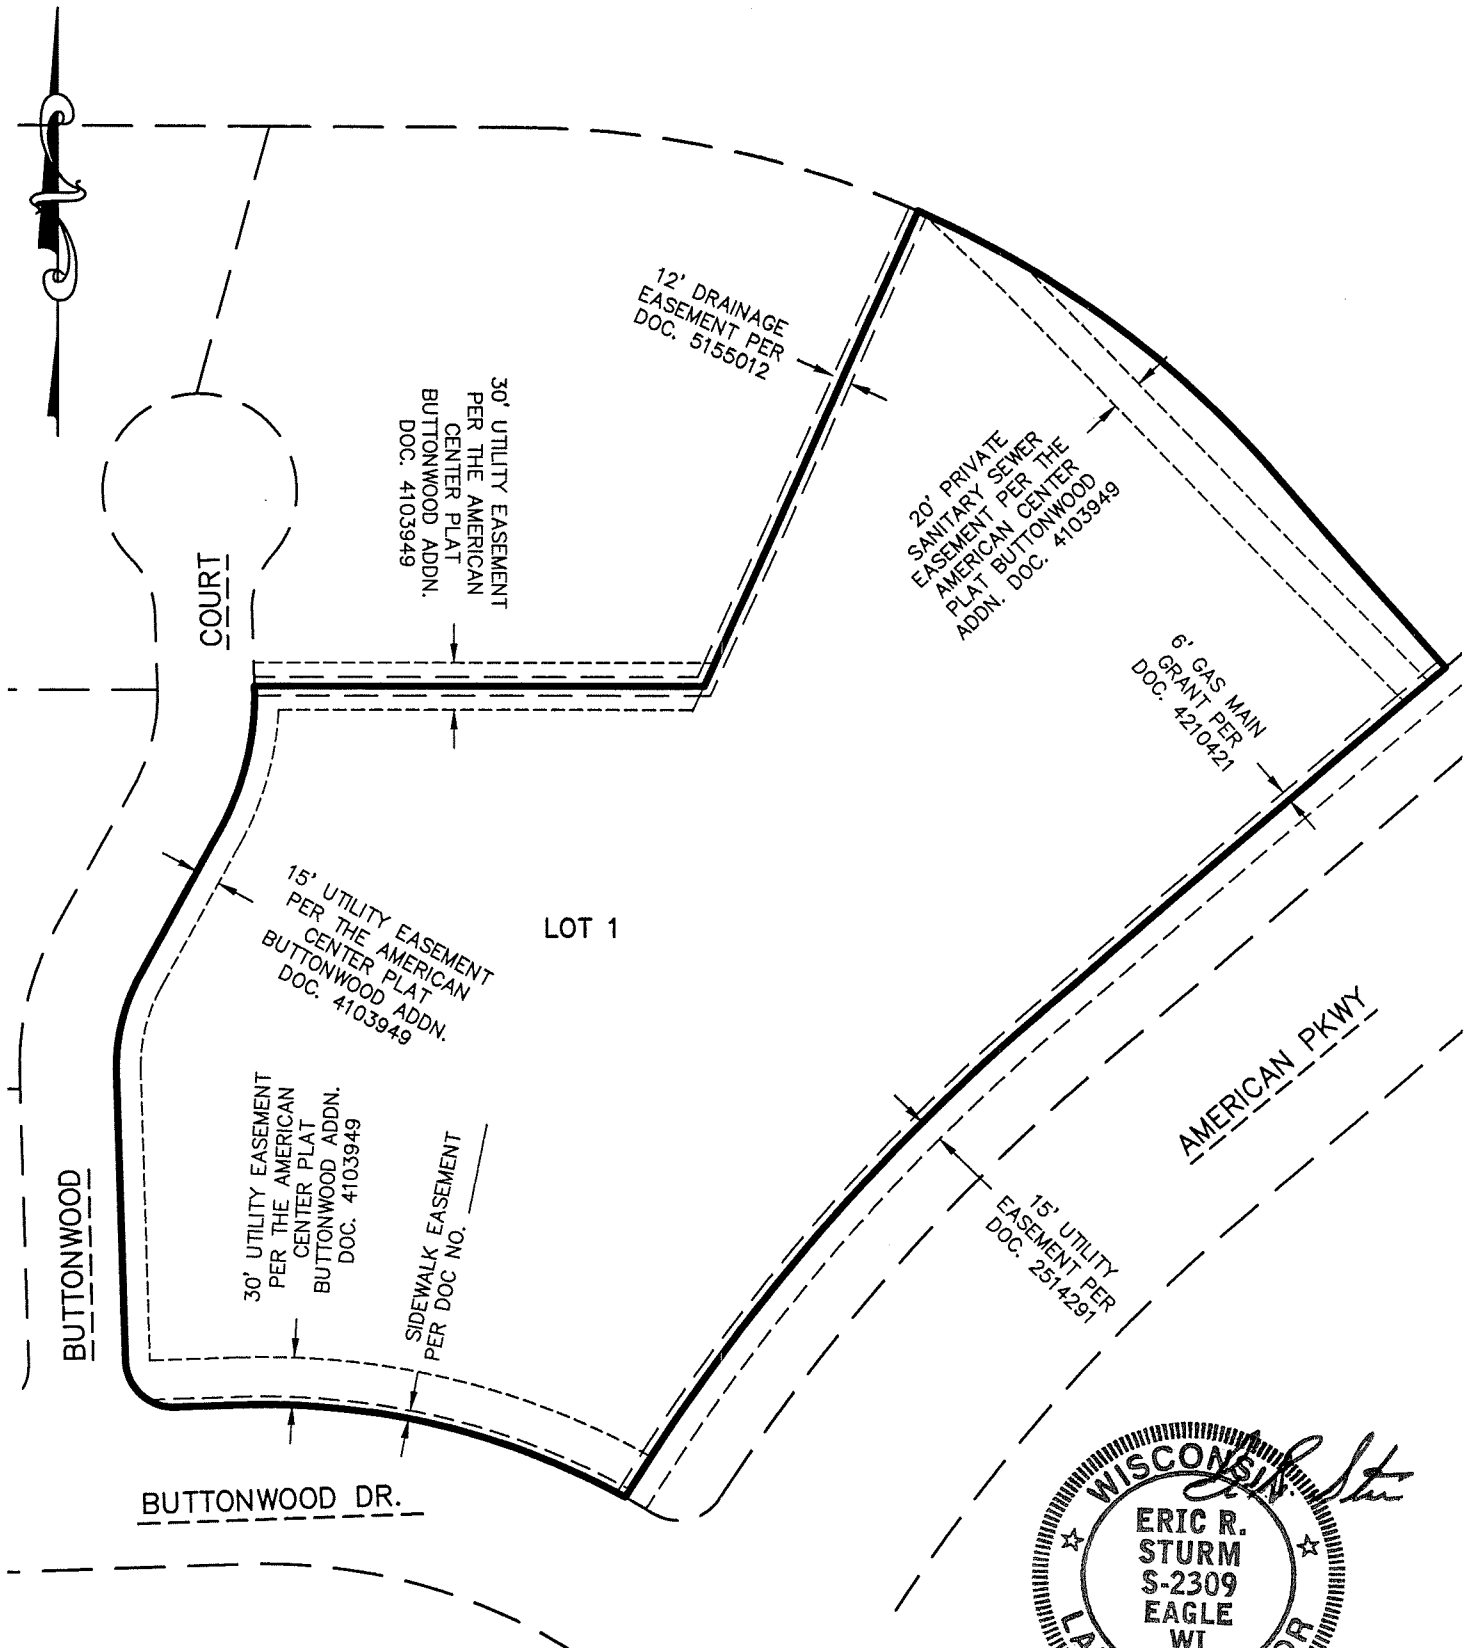 12' DRAINAGE
EASEMENT PER
DOC. 5155012
30' UTILITY EASEMENT
PER THE AMERICAN
CENTER PLAT
BUTTONWOOD ADDN.
DOC. 4103949
20' PRIVATE
SANITARY SEWER
EASEMENT PER THE
AMERICAN CENTER
PLAT BUTTONWOOD
ADDN. DOC. 4103949
COURT
6' GAS MAIN
GRANT PER
DOC. 4210421
15' UTILITY EASEMENT
PER THE AMERICAN
CENTER PLAT
BUTTONWOOD ADDN.
DOC. 4103949
LOT 1
AMERICAN PKWY
30' UTILITY EASEMENT
PER THE AMERICAN
CENTER PLAT
BUTTONWOOD ADDN.
DOC. 4103949
SIDEWALK EASEMENT
PER DOC NO.
BUTTONWOOD
15' UTILITY
EASEMENT PER
DOC. 2514291
BUTTONWOOD DR.
WISCONSIN
ERIC R.
STURM
S-2309
EAGLE
WI